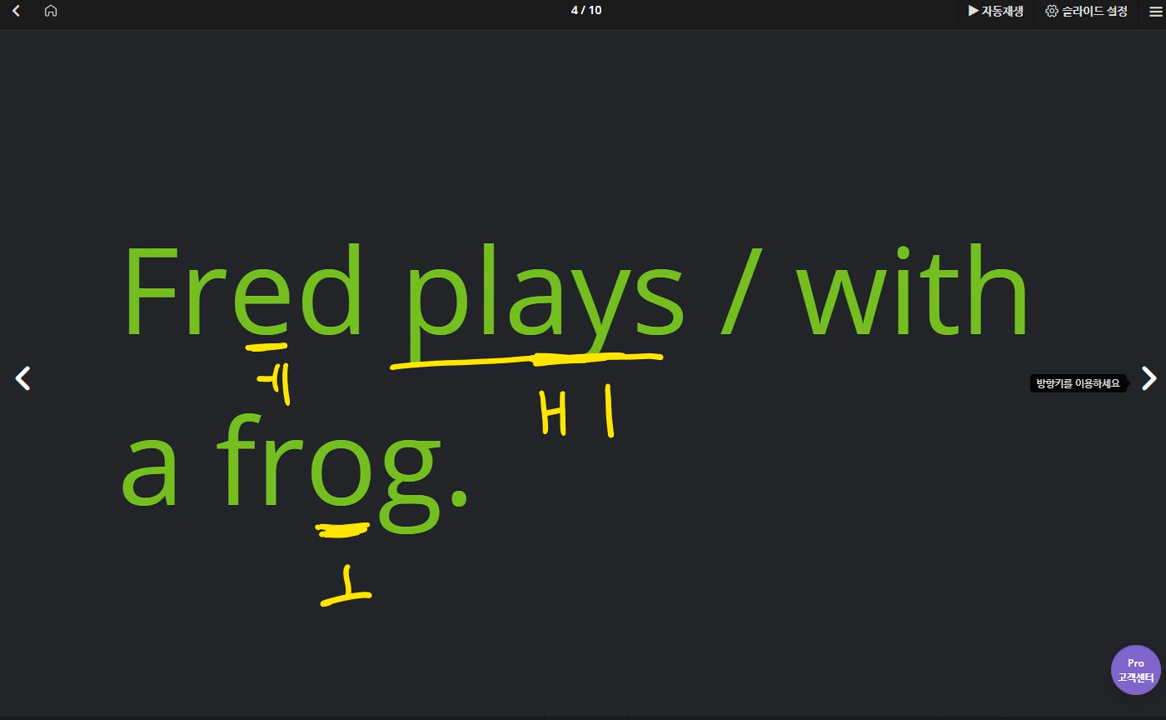 4 / 10
▶ 자동재생
슬라이드 설정
Fred plays / with
ㅔ
ㅐ ㅣ
방향키를 이용하세요
a frog.
ㅗ
Pro
고객센터